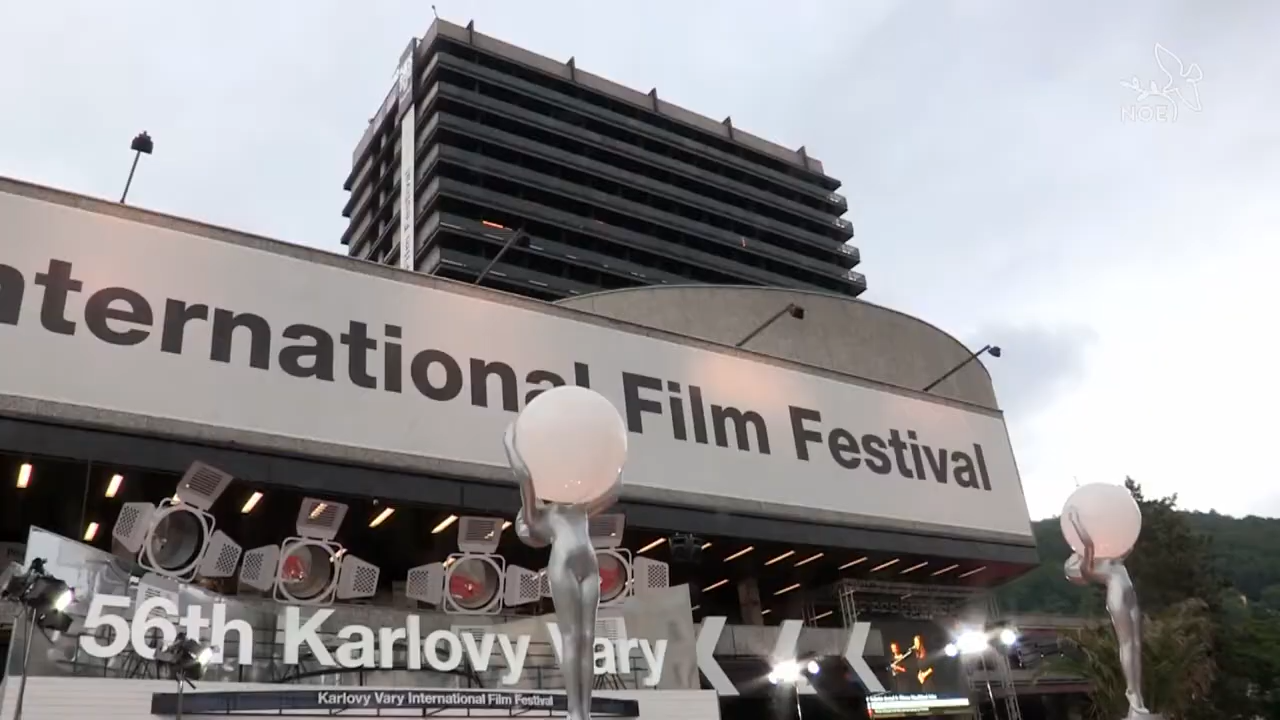 NOE
nternational Film Festival
56th Karlovy Vary
Karlovy Vary International Film Festival